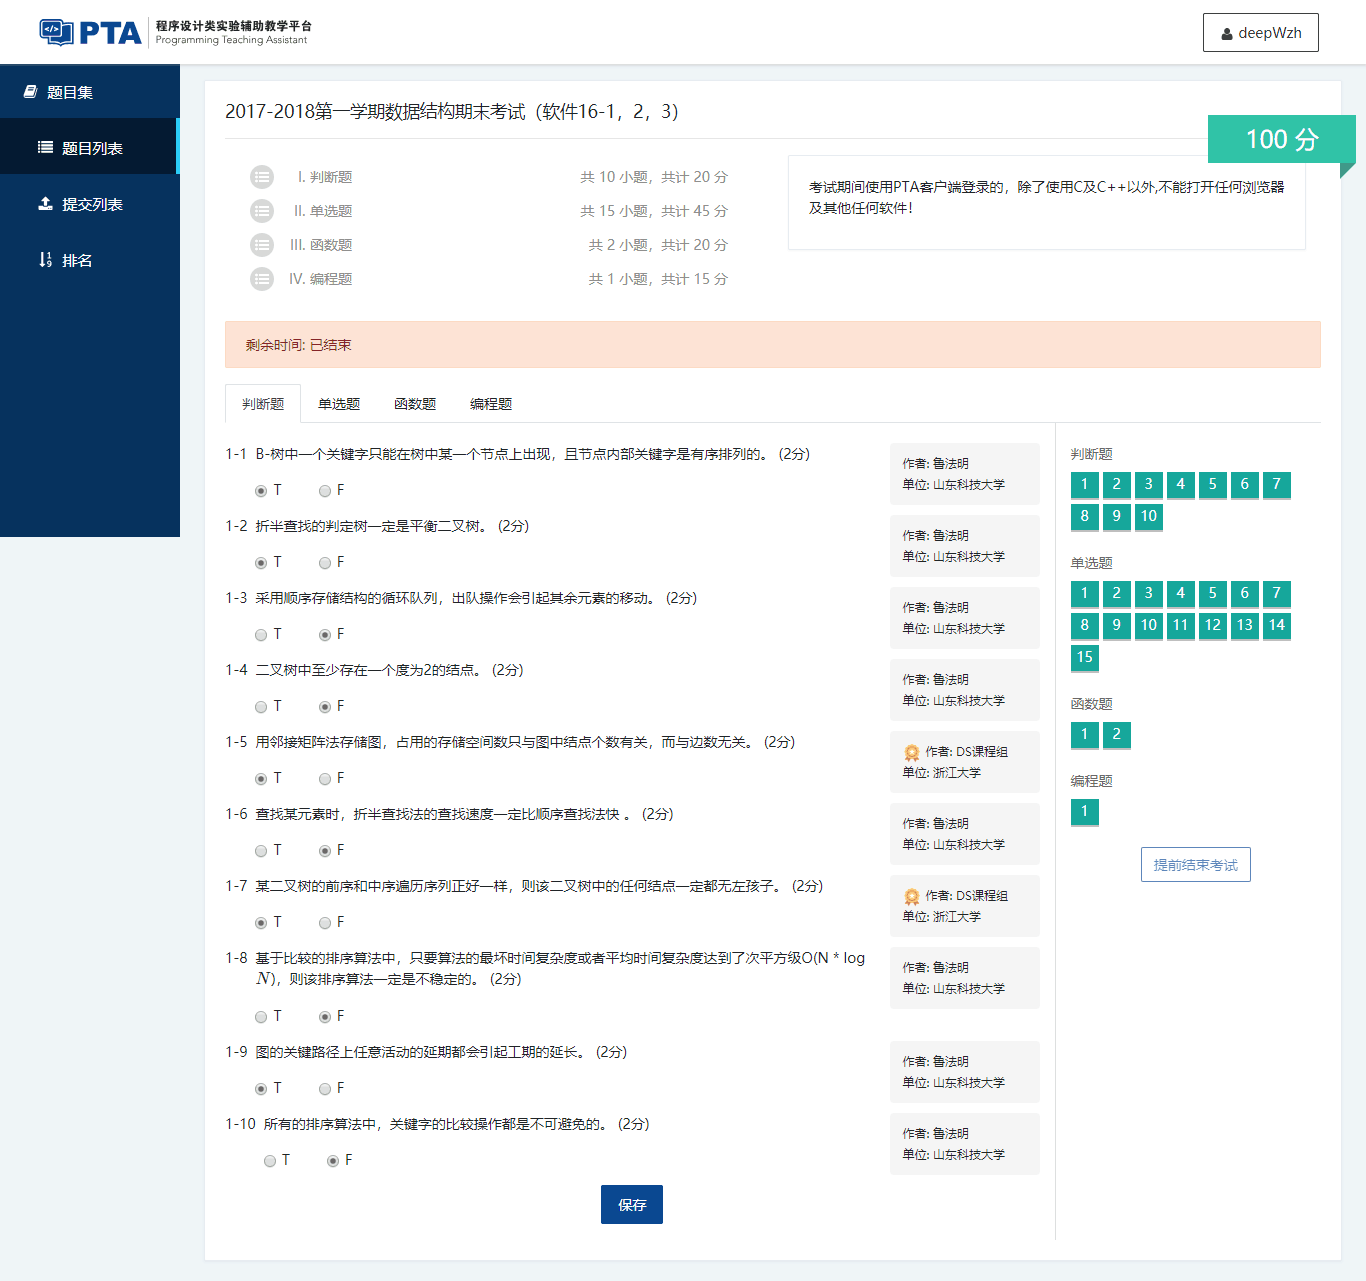 PTA 程序设计类实验辅助教学平台
Programming Teaching Assistant
deepWzh
题目集
题目列表
提交列表
排名
2017-2018第一学期数据结构期末考试（软件16-1，2，3）
100 分
I. 判断题 共 10 小题，共计 20 分
II. 单选题 共 15 小题，共计 45 分
III. 函数题 共 2 小题，共计 20 分
IV. 编程题 共 1 小题，共计 15 分
考试期间使用PTA客户端登录的，除了使用C及C++以外,不能打开任何浏览器
及其他任何软件！
剩余时间: 已结束
判断题 单选题 函数题 编程题
1-1 B-树中一个关键字只能在树中某一个节点上出现，且节点内部关键字是有序排列的。 (2分)
T F
作者: 鲁法明
单位: 山东科技大学
1-2 折半查找的判定树一定是平衡二叉树。 (2分)
T F
作者: 鲁法明
单位: 山东科技大学
1-3 采用顺序存储结构的循环队列，出队操作会引起其余元素的移动。 (2分)
T F
作者: 鲁法明
单位: 山东科技大学
1-4 二叉树中至少存在一个度为2的结点。 (2分)
T F
作者: 鲁法明
单位: 山东科技大学
1-5 用邻接矩阵法存储图，占用的存储空间数只与图中结点个数有关，而与边数无关。 (2分)
T F
作者: DS课程组
单位: 浙江大学
1-6 查找某元素时，折半查找法的查找速度一定比顺序查找法快 。 (2分)
T F
作者: 鲁法明
单位: 山东科技大学
1-7 某二叉树的前序和中序遍历序列正好一样，则该二叉树中的任何结点一定都无左孩子。 (2分)
T F
作者: DS课程组
单位: 浙江大学
1-8 基于比较的排序算法中，只要算法的最坏时间复杂度或者平均时间复杂度达到了次平方级O(N * log
N)，则该排序算法一定是不稳定的。 (2分)
T F
作者: 鲁法明
单位: 山东科技大学
1-9 图的关键路径上任意活动的延期都会引起工期的延长。 (2分)
T F
作者: 鲁法明
单位: 山东科技大学
1-10 所有的排序算法中，关键字的比较操作都是不可避免的。 (2分)
T F
作者: 鲁法明
单位: 山东科技大学
保存
判断题
1 2 3 4 5 6 7
8 9 10
单选题
1 2 3 4 5 6 7
8 9 10 11 12 13 14
15
函数题
1 2
编程题
1
提前结束考试